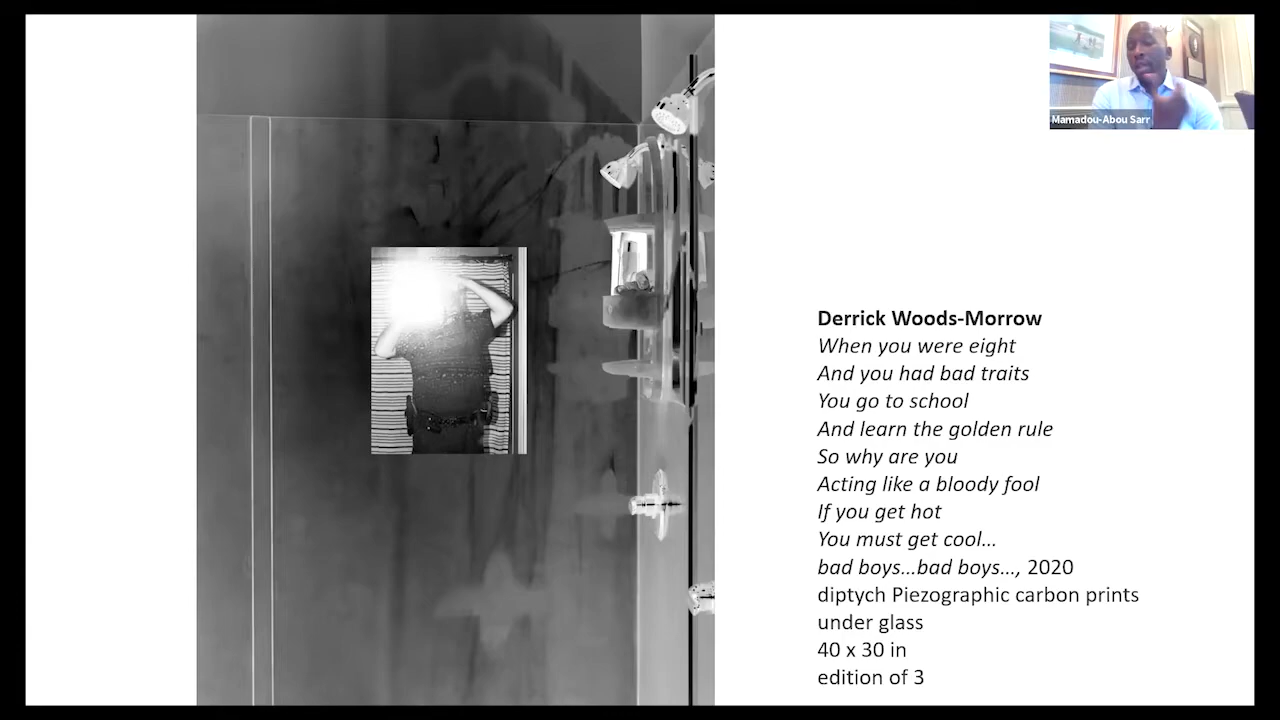 Mamadou-Abou Sarr
Derrick Woods-Morrow
When you were eight
And you had bad traits
You go to school
And learn the golden rule
So why are you
Acting like a bloody fool
If you get hot
You must get cool...
bad boys...bad boys..., 2020
diptych Piezographic carbon prints
under glass
40 x 30 in
edition of 3